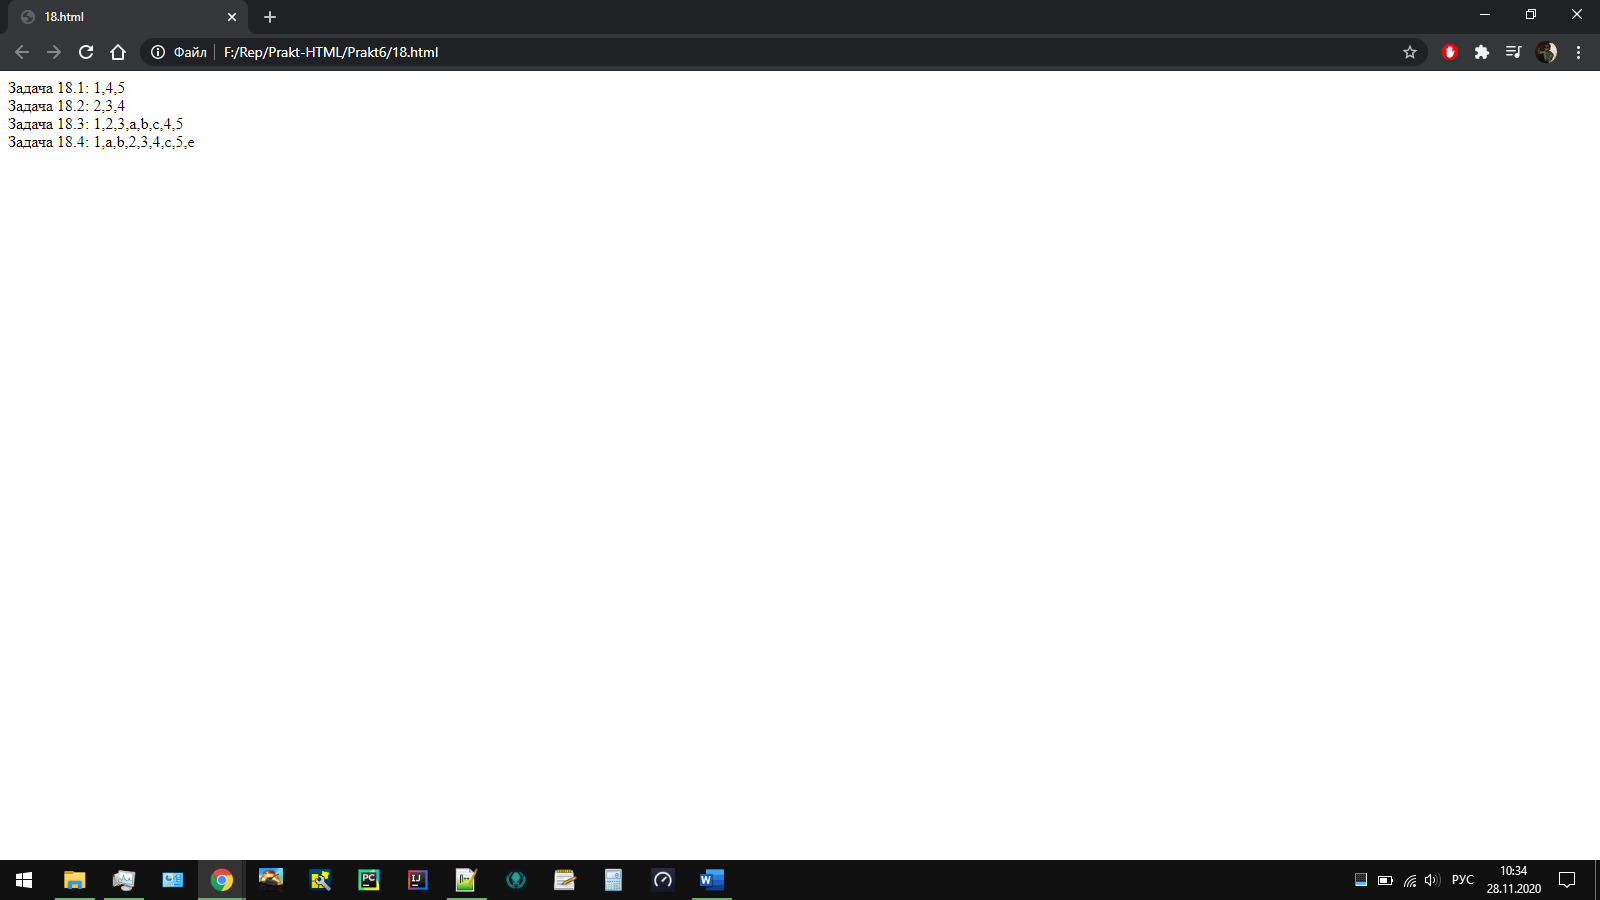 18.html
Файл F:/Rep/Prakt-HTML/Prakt6/18.html
Задача 18.1: 1,4,5
Задача 18.2: 2,3,4
Задача 18.3: 1,2,3,a,b,c,4,5
Задача 18.4: 1,a,b,2,3,4,c,5,e
PC
IJ
W
РУС
10:34
28.11.2020